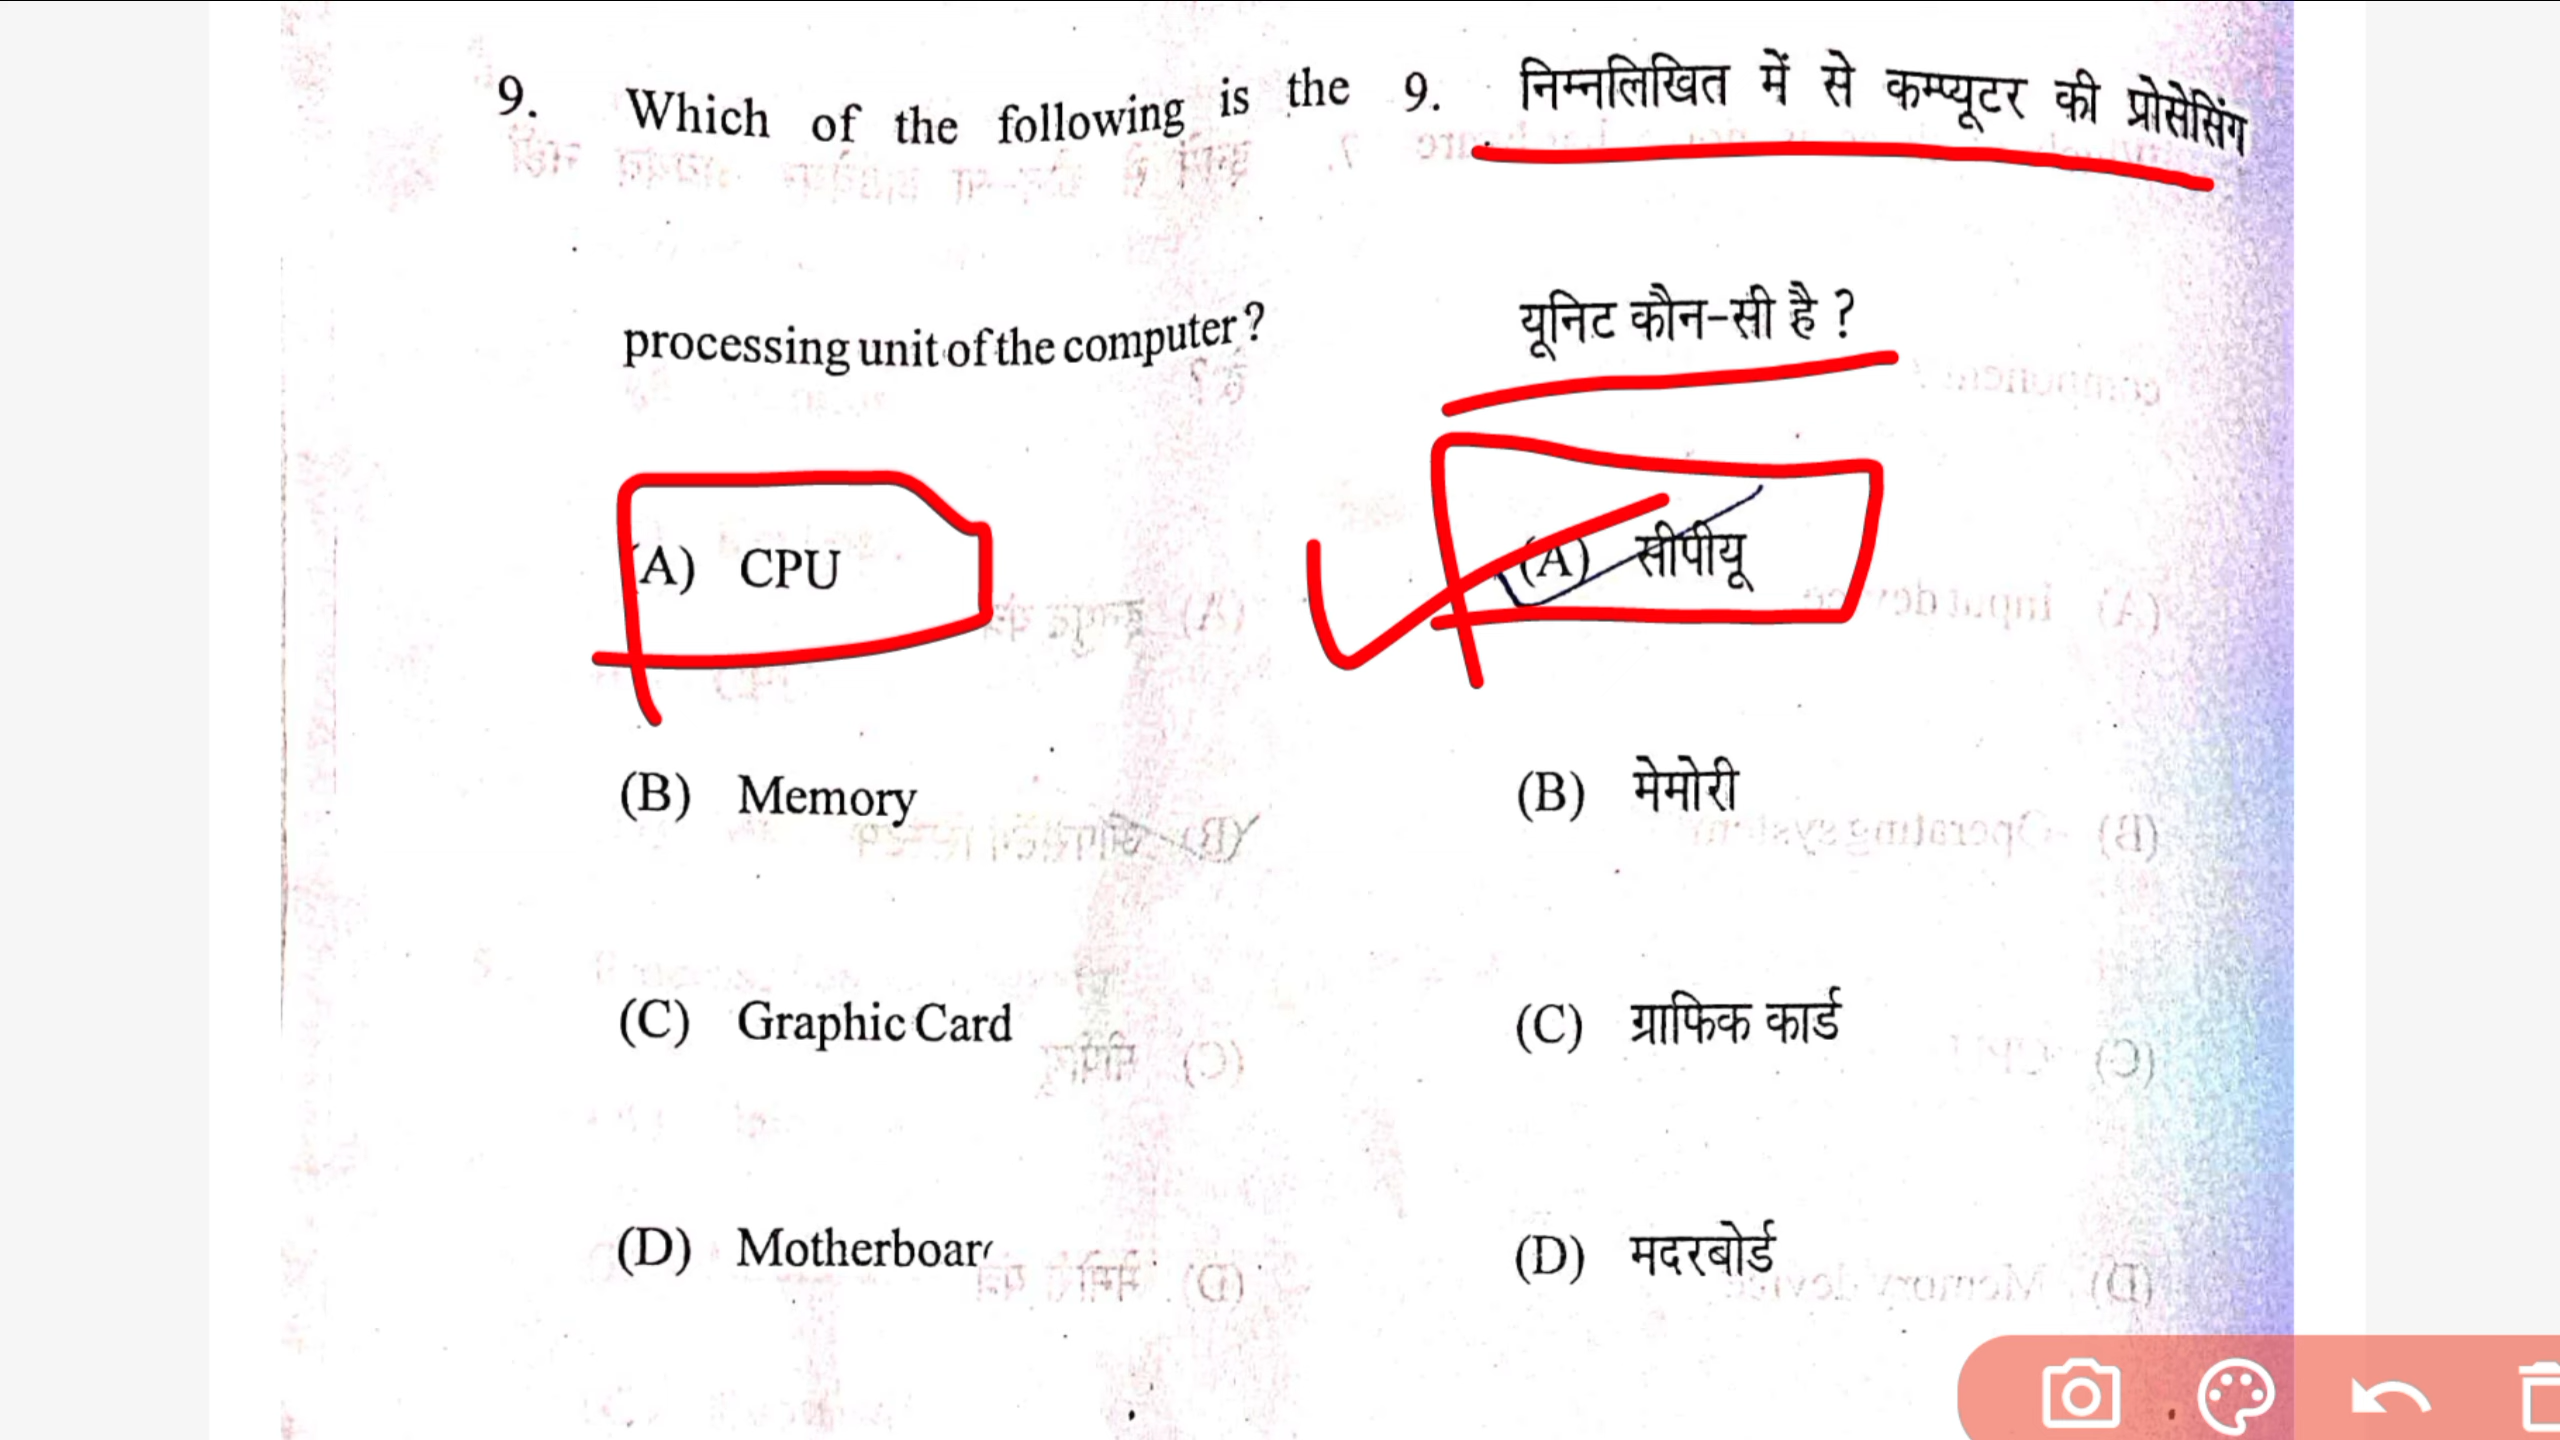 9. Which of the following is the
processing unit of the computer?
(A) CPU
(B) Memory
(C) Graphic Card
(D) Motherboard
9. निम्नलिखित में से कम्प्यूटर की प्रोसेसिंग
यूनिट कौन-सी है ?
(A) सीपीयू
(B) मेमोरी
(C) ग्राफिक कार्ड
(D) मदरबोर्ड